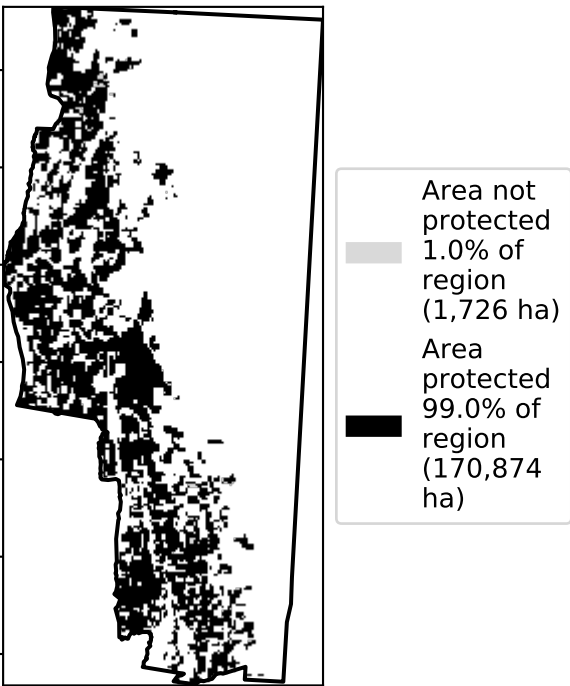 Area not
protected
1.0% of
region
(1,726 ha)
Area
protected
99.0% of
region
(170,874
ha)